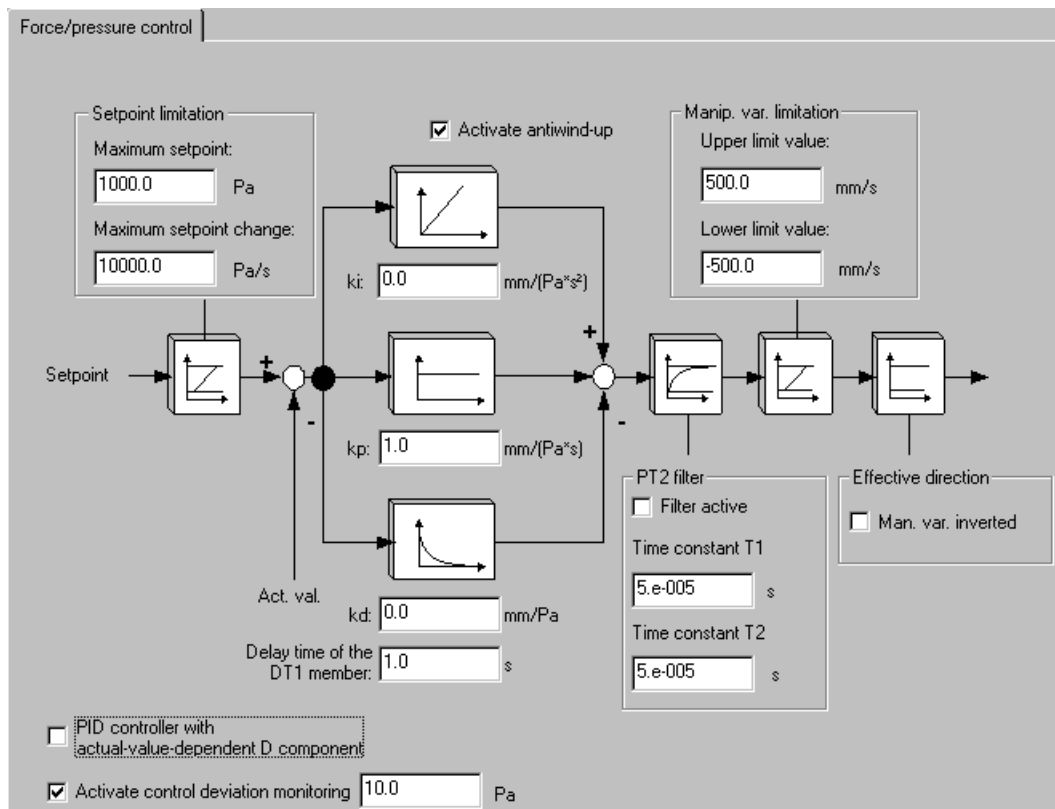 Force/pressure control
Setpoint limitation
Maximum setpoint:
1000.0 Pa
Maximum setpoint change:
10000.0 Pa/s
Activate antiwind-up
Manip. var. limitation
Upper limit value:
500.0 mm/s
Lower limit value:
-500.0 mm/s
ki: 0.0 mm/(Pa*s²)
Setpoint
+
-
+
-
kp: 1.0 mm/(Pa*s)
Act. val.
kd: 0.0 mm/Pa
Delay time of the
DT1 member: 1.0 s
PT2 filter
Filter active
Time constant T1
5.e-005 s
Time constant T2
5.e-005 s
Effective direction
Man. var. inverted
PID controller with
actual-value-dependent D component
Activate control deviation monitoring 10.0 Pa